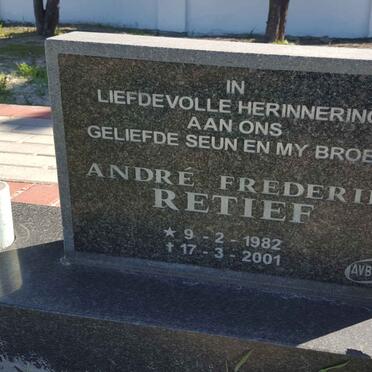 IN
LIEFDEVOLLE HERINNERING
AAN ONS
GELIEFDE SEUN EN MY BROE
ANDRÉ FREDERI
RETIEF
★ 9 - 2 - 1982
† 17 - 3 - 2001
AVB